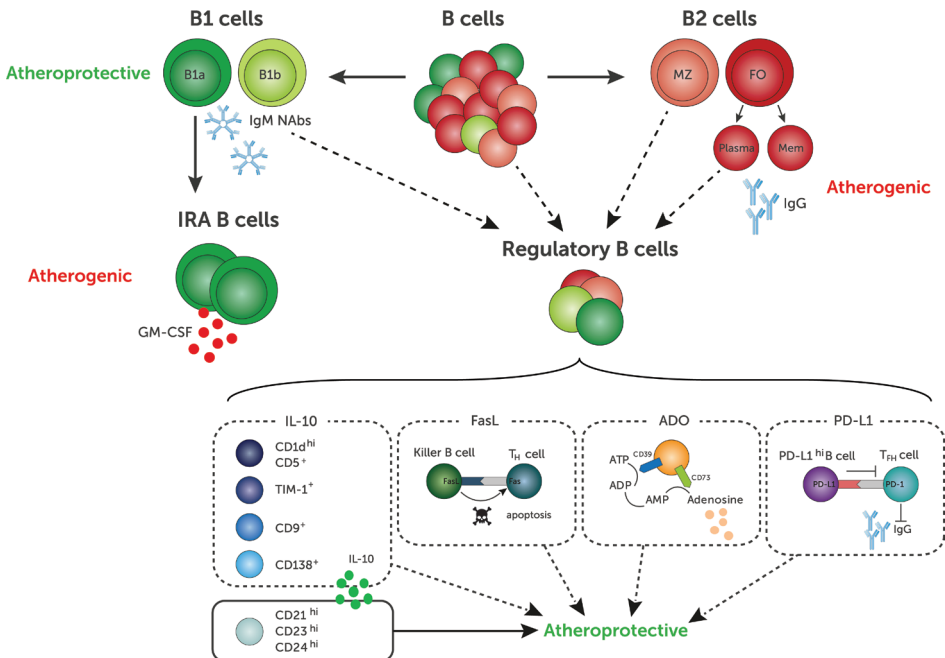 B1 cells
B cells
B2 cells
Atheroprotective
B1a
B1b
MZ
FO
IgM NAbs
Plasma
Mem
IgG
Atherogenic
IRA B cells
Regulatory B cells
Atherogenic
GM-CSF
IL-10
FasL
ADO
PD-L1
CD1d hi
CD5 +
TIM-1+
CD9+
CD138+
IL-10
Killer B cell
TH cell
FasL
Fas
apoptosis
ATP
CD39
ADP
AMP
CD73
Adenosine
PD-L1 hi B cell
TFH cell
PD-L1
PD-1
IgG
CD21 hi
CD23 hi
CD24 hi
Atheroprotective